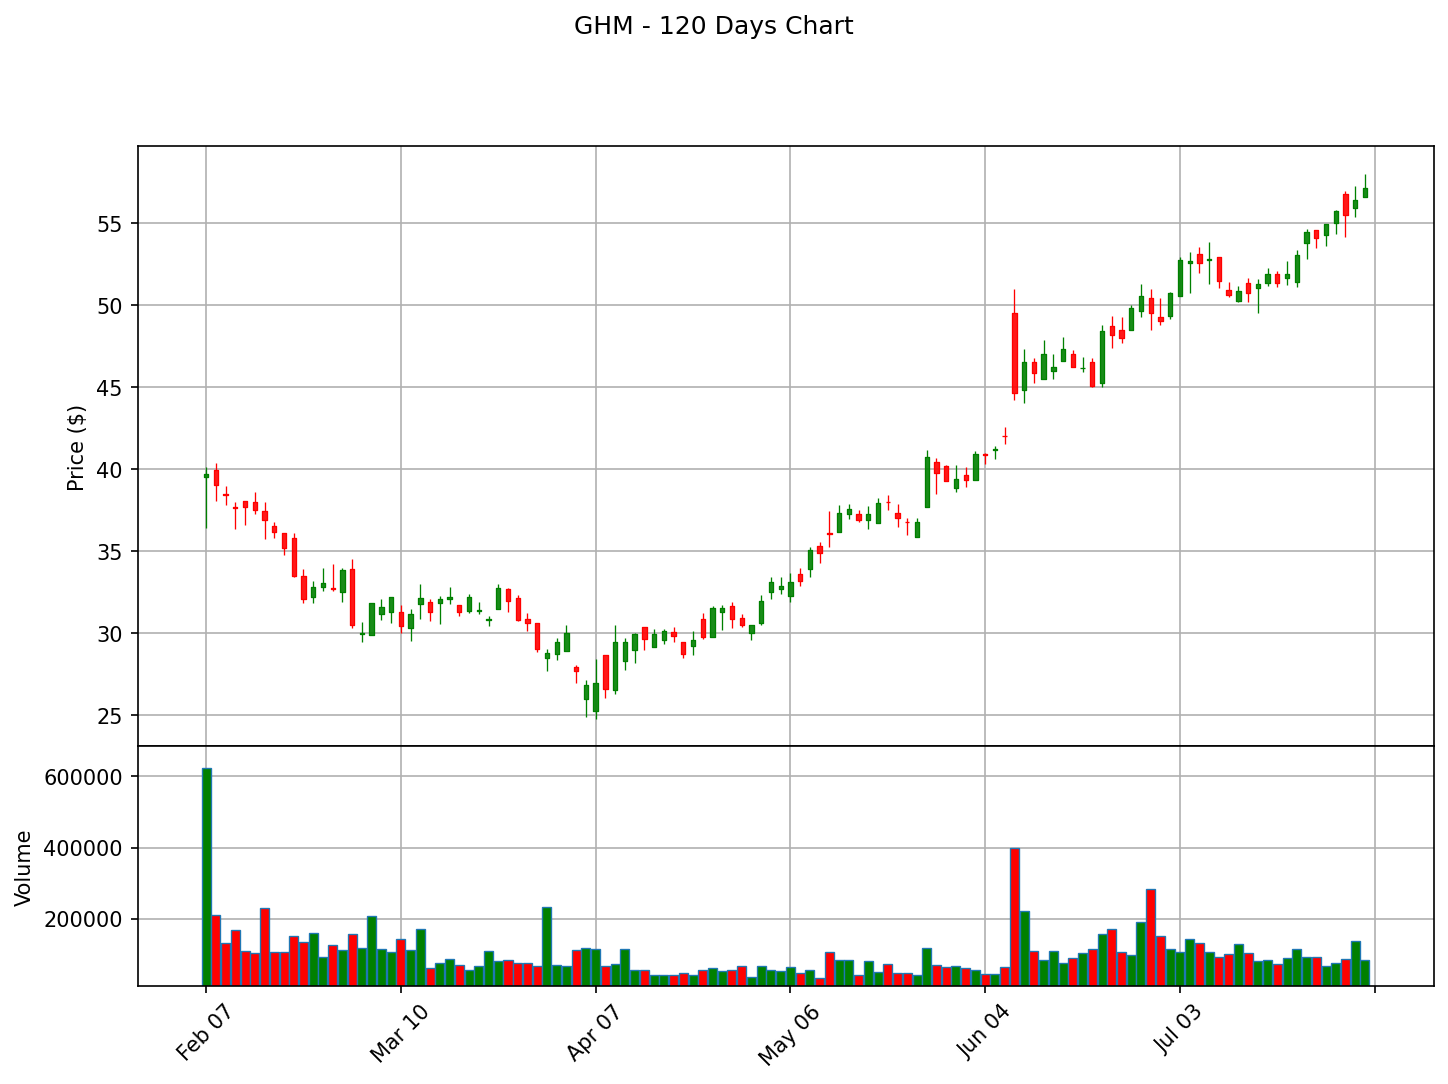 GHM - 120 Days Chart
Price ($)
55
50
45
40
35
30
25
Volume
600000
400000
200000
Feb 07
Mar 10
Apr 07
May 06
Jun 04
Jul 03